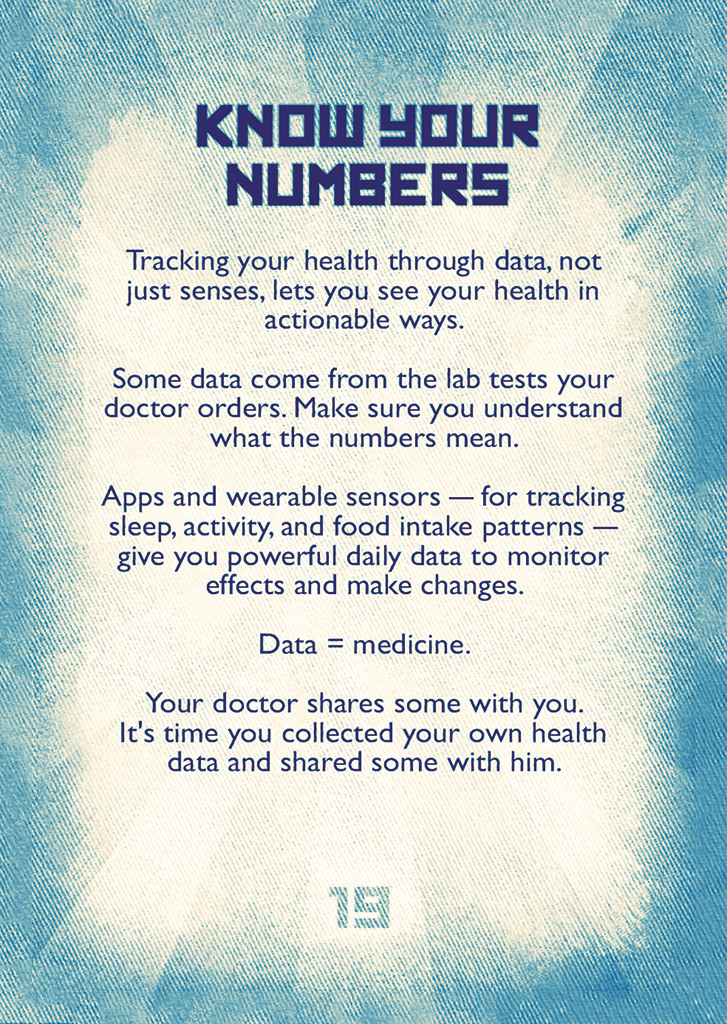 KNOW YOUR
NUMBERS
Tracking your health through data, not
just senses, lets you see your health in
actionable ways.
Some data come from the lab tests your
doctor orders. Make sure you understand
what the numbers mean.
Apps and wearable sensors — for tracking
sleep, activity, and food intake patterns —
give you powerful daily data to monitor
effects and make changes.
Data = medicine.
Your doctor shares some with you.
It's time you collected your own health
data and shared some with him.
19